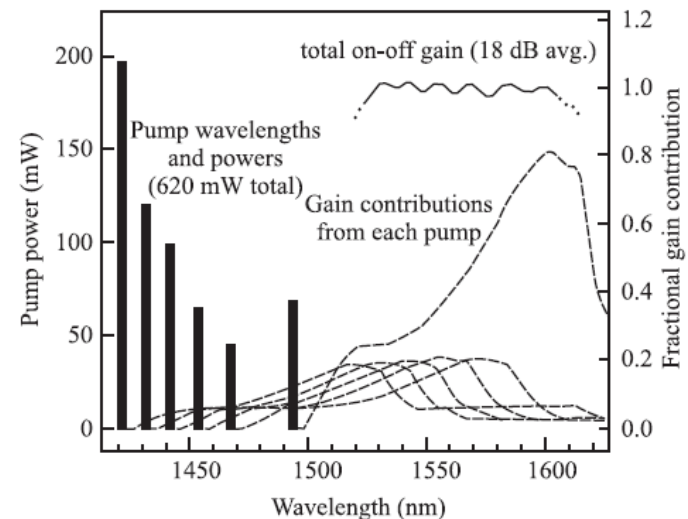 total on-off gain (18 dB avg.)
Pump wavelengths
and powers
(620 mW total)
Gain contributions
from each pump
Pump power (mW)
200
150
100
50
0
Fractional gain contribution
1.2
1.0
0.8
0.6
0.4
0.2
0.0
1450
1500
1550
1600
Wavelength (nm)